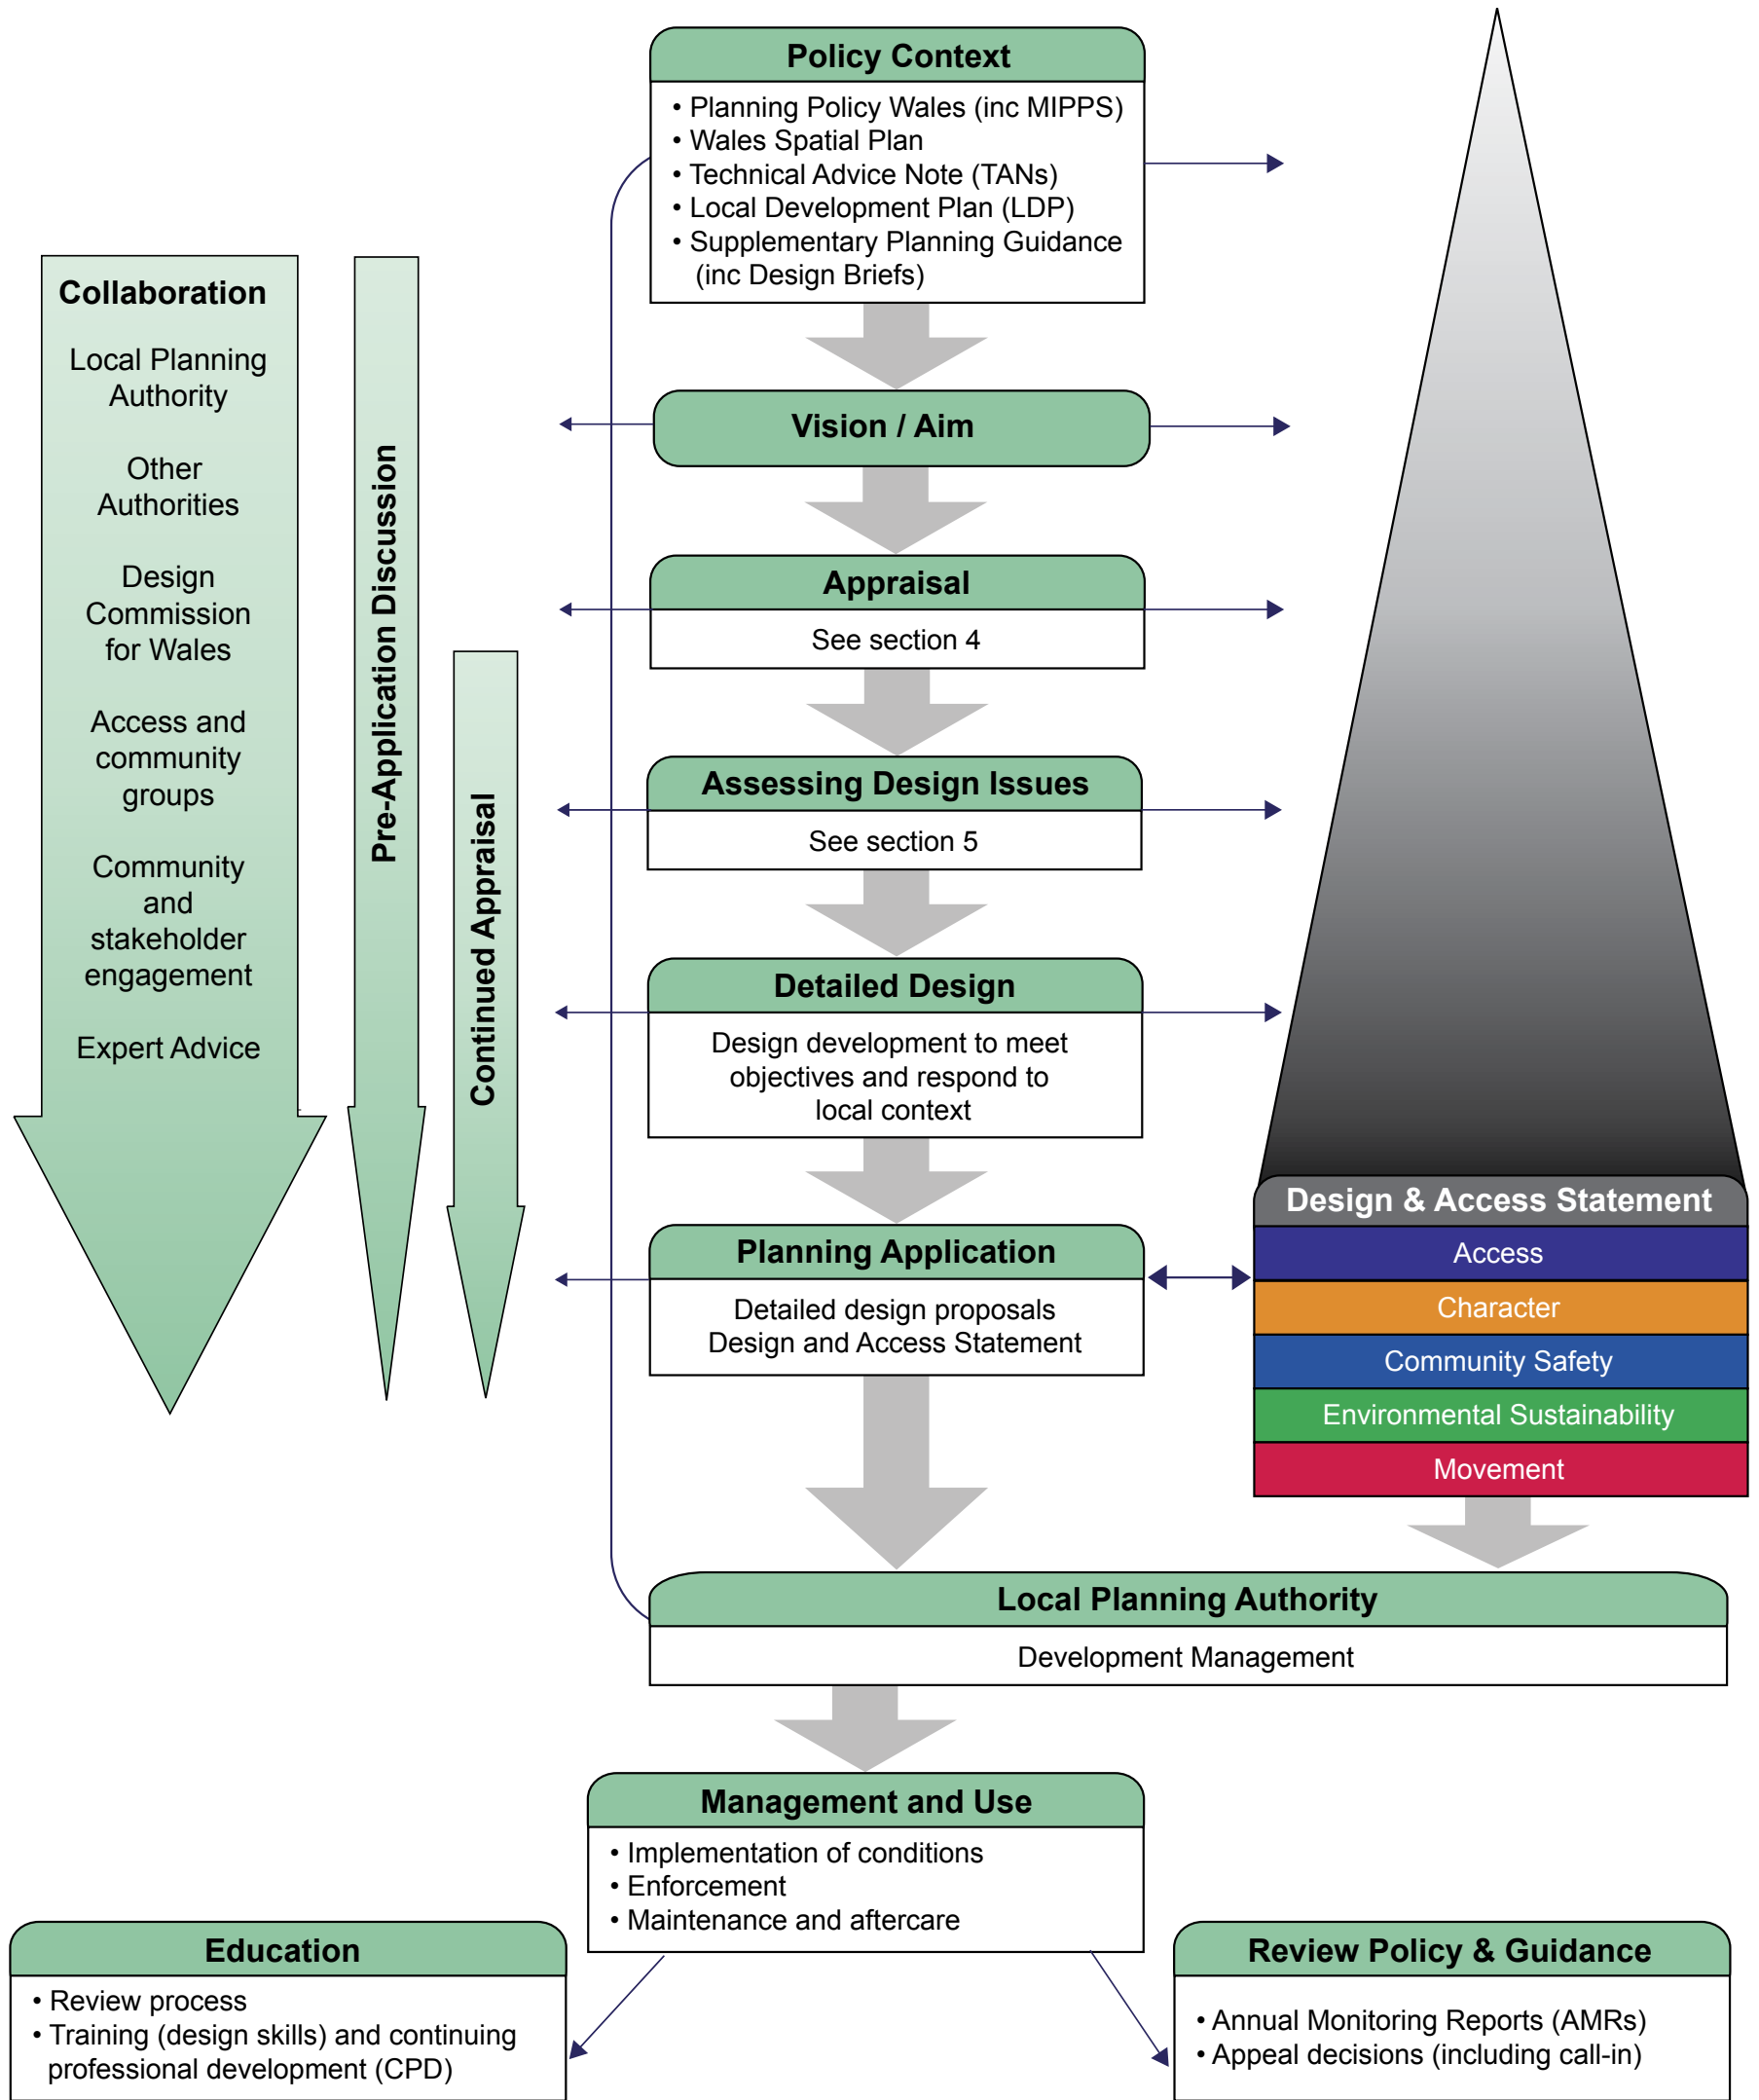 Policy Context
• Planning Policy Wales (inc MIPPS)
• Wales Spatial Plan
• Technical Advice Note (TANs)
• Local Development Plan (LDP)
• Supplementary Planning Guidance
(inc Design Briefs)
Collaboration
Local Planning
Authority
Other
Authorities
Design
Commission
for Wales
Access and
community
groups
Community
and
stakeholder
engagement
Expert Advice
Pre-Application Discussion
Continued Appraisal
Vision / Aim
Appraisal
See section 4
Assessing Design Issues
See section 5
Detailed Design
Design development to meet
objectives and respond to
local context
Planning Application
Detailed design proposals
Design and Access Statement
Design & Access Statement
Access
Character
Community Safety
Environmental Sustainability
Movement
Local Planning Authority
Development Management
Management and Use
• Implementation of conditions
• Enforcement
• Maintenance and aftercare
Education
• Review process
• Training (design skills) and continuing
professional development (CPD)
Review Policy & Guidance
• Annual Monitoring Reports (AMRs)
• Appeal decisions (including call-in)